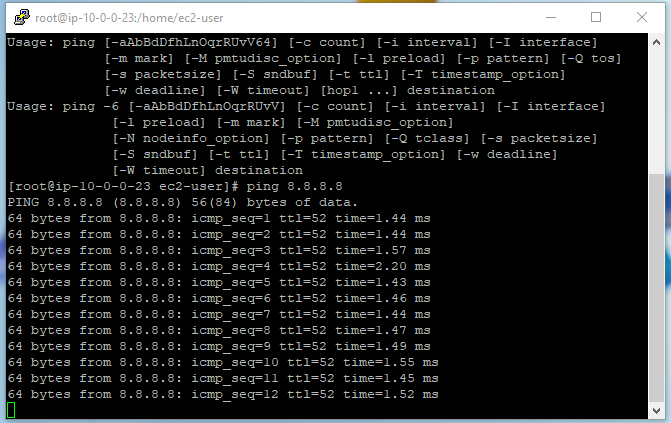 root@ip-10-0-0-23:/home/ec2-user
Usage: ping [-aAbBdDfhLnOqrRUvV64] [-c count] [-i interval] [-I interface]
[-m mark] [-M pmtudisc_option] [-l preload] [-p pattern] [-Q tos]
[-s packetsize] [-S sndbuf] [-t ttl] [-T timestamp_option]
[-w deadline] [-W timeout] [hop1 ...] destination
Usage: ping -6 [-aAbBdDfhLnOqrRUvV] [-c count] [-i interval] [-I interface]
[-l preload] [-m mark] [-M pmtudisc_option]
[-N nodeinfo_option] [-p pattern] [-Q tclass] [-s packetsize]
[-S sndbuf] [-t ttl] [-T timestamp_option] [-w deadline]
[-W timeout] destination
[root@ip-10-0-0-23 ec2-user]# ping 8.8.8.8
PING 8.8.8.8 (8.8.8.8) 56(84) bytes of data.
64 bytes from 8.8.8.8: icmp_seq=1 ttl=52 time=1.44 ms
64 bytes from 8.8.8.8: icmp_seq=2 ttl=52 time=1.44 ms
64 bytes from 8.8.8.8: icmp_seq=3 ttl=52 time=1.57 ms
64 bytes from 8.8.8.8: icmp_seq=4 ttl=52 time=2.20 ms
64 bytes from 8.8.8.8: icmp_seq=5 ttl=52 time=1.43 ms
64 bytes from 8.8.8.8: icmp_seq=6 ttl=52 time=1.46 ms
64 bytes from 8.8.8.8: icmp_seq=7 ttl=52 time=1.44 ms
64 bytes from 8.8.8.8: icmp_seq=8 ttl=52 time=1.47 ms
64 bytes from 8.8.8.8: icmp_seq=9 ttl=52 time=1.49 ms
64 bytes from 8.8.8.8: icmp_seq=10 ttl=52 time=1.55 ms
64 bytes from 8.8.8.8: icmp_seq=11 ttl=52 time=1.45 ms
64 bytes from 8.8.8.8: icmp_seq=12 ttl=52 time=1.52 ms